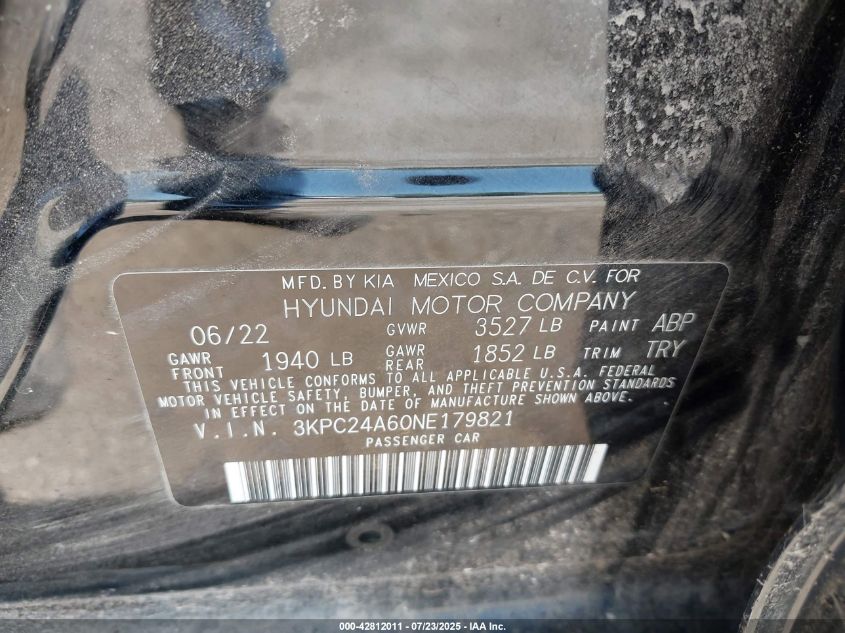 MFD. BY KIA MEXICO S.A. DE C.V. FOR
HYUNDAI MOTOR COMPANY
06/22 GVWR 3527 LB PAINT ABP
GAWR FRONT 1940 LB GAWR REAR 1852 LB TRIM TRY
THIS VEHICLE CONFORMS TO ALL APPLICABLE U.S.A. FEDERAL
MOTOR VEHICLE SAFETY, BUMPER, AND THEFT PREVENTION STANDARDS
IN EFFECT ON THE DATE OF MANUFACTURE SHOWN ABOVE.
V.I.N. 3KPC24A60NE179821
PASSENGER CAR
000-42812011 - 07/23/2025 - IAA Inc.